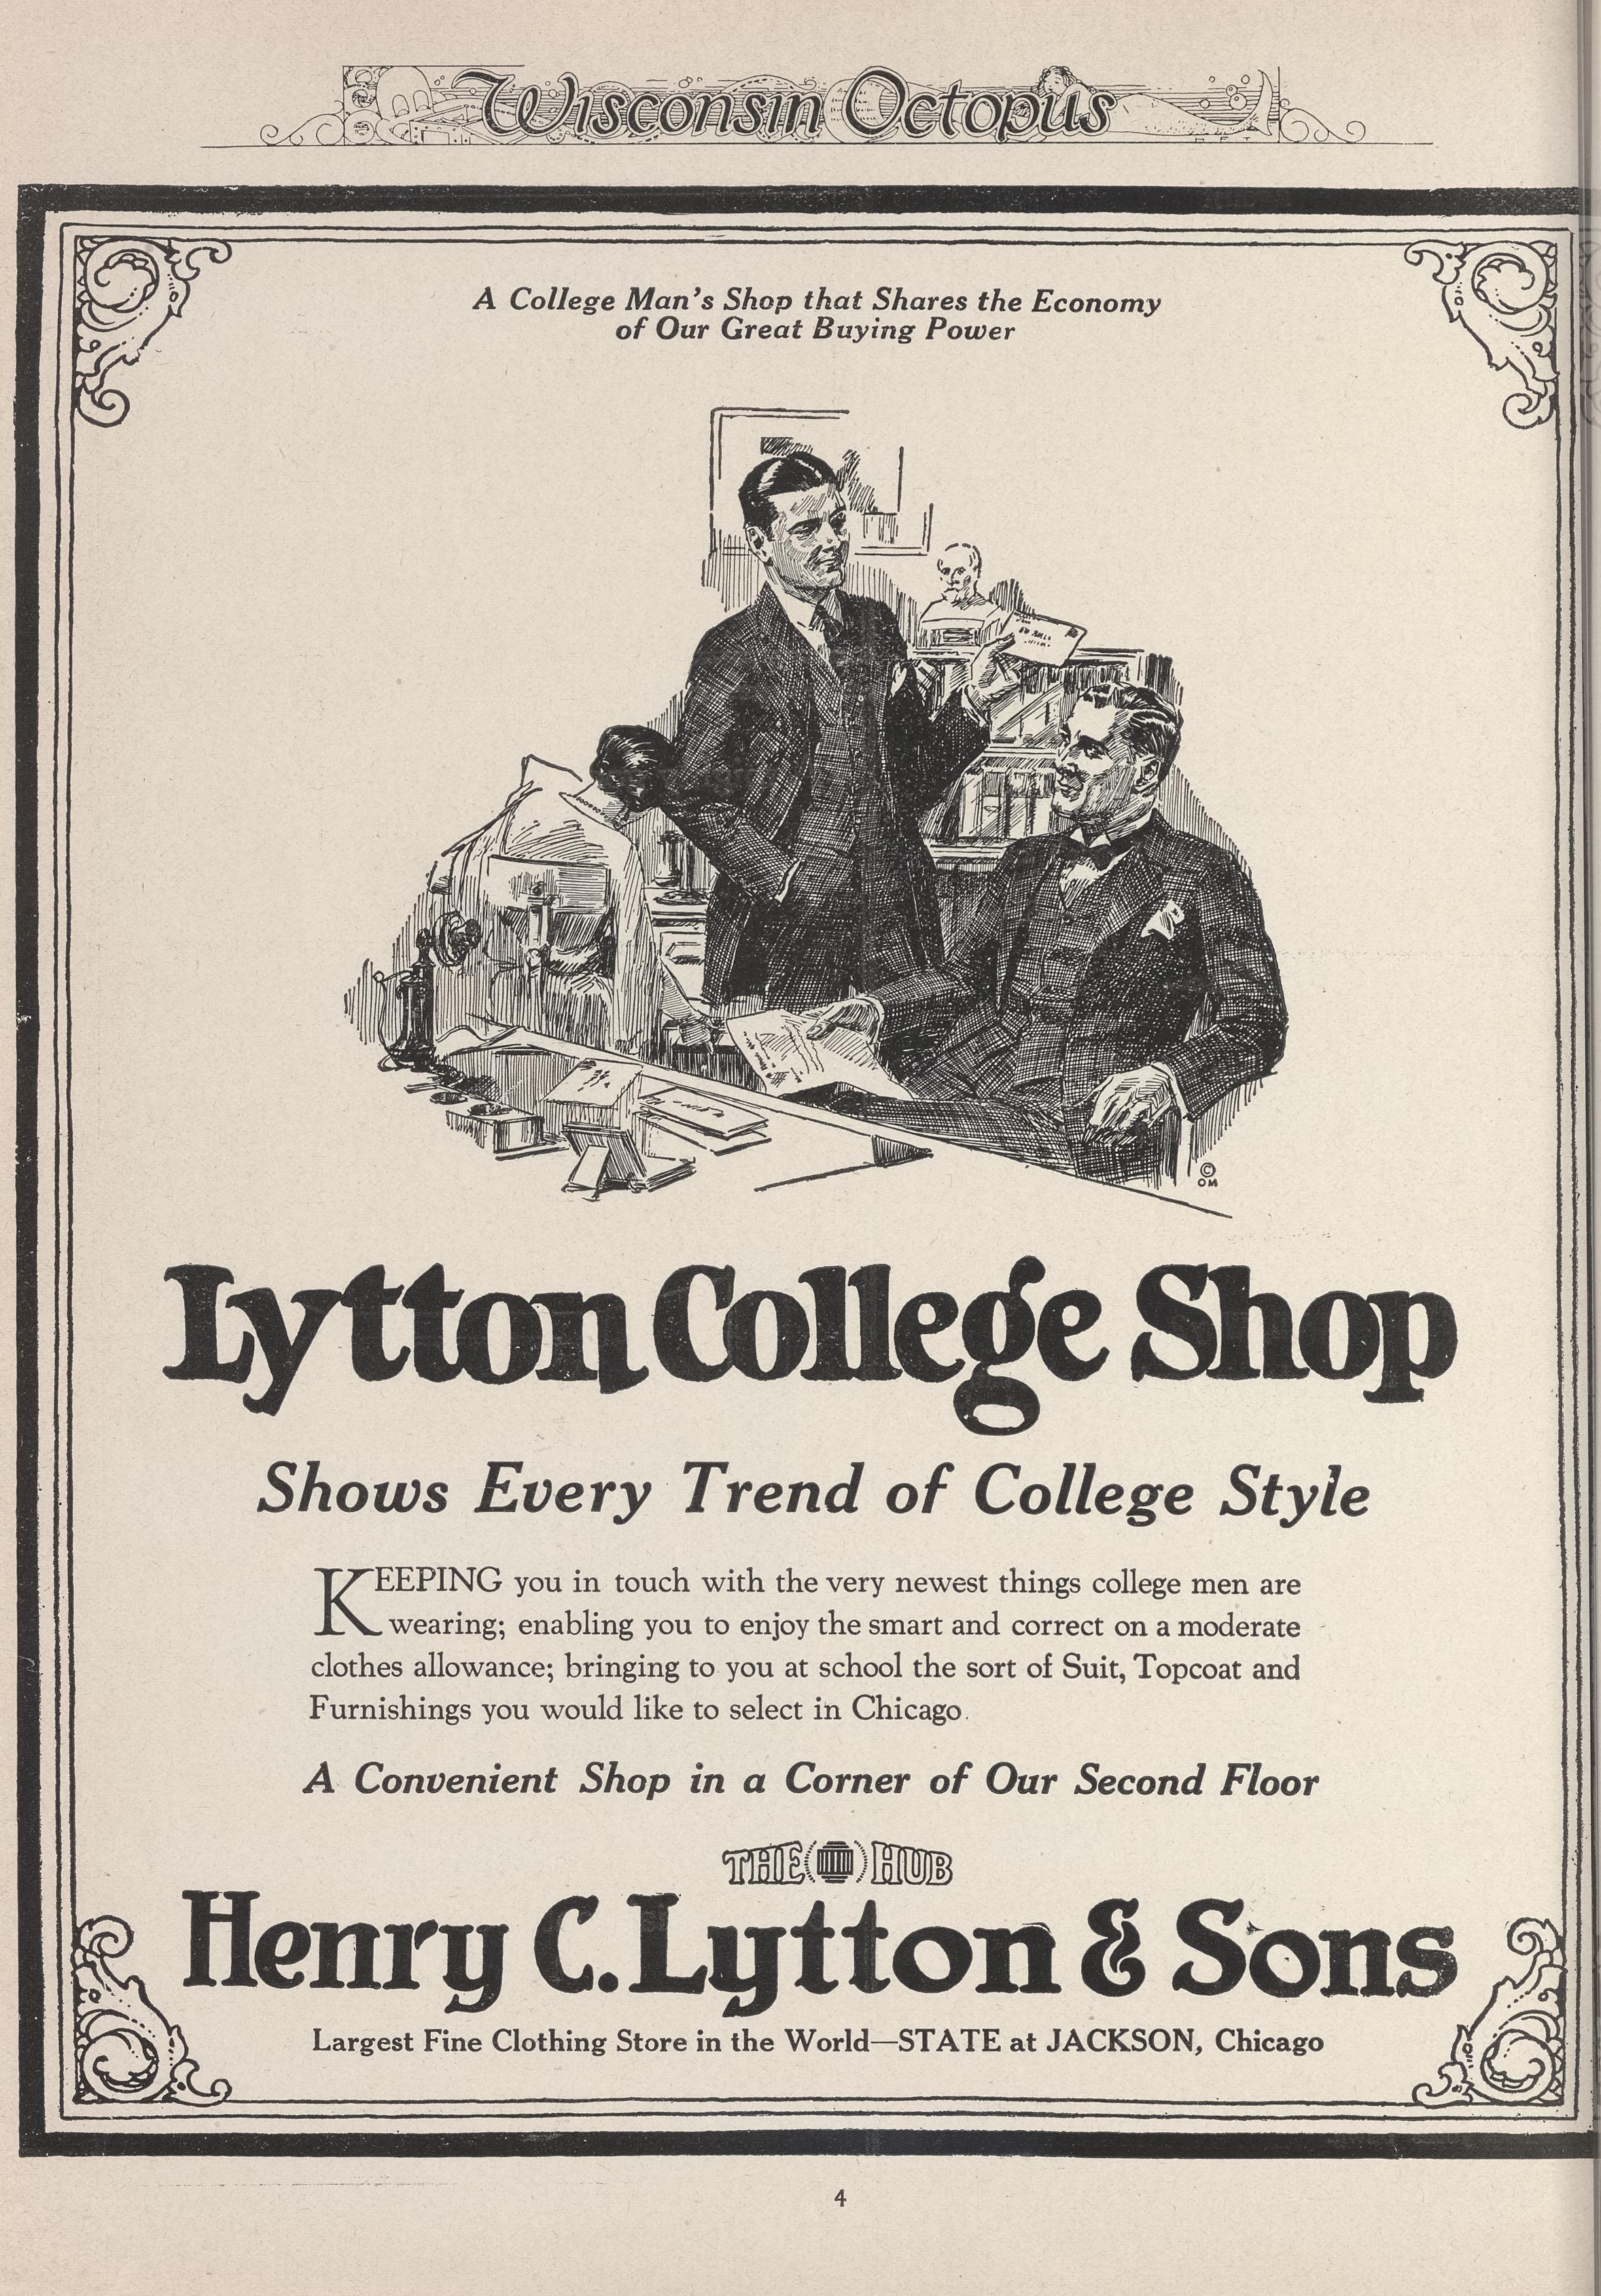 Wisconsin Octopus
A College Man's Shop that Shares the Economy
of Our Great Buying Power
© OM
Lytton College Shop
Shows Every Trend of College Style
KEEPING you in touch with the very newest things college men are
wearing; enabling you to enjoy the smart and correct on a moderate
clothes allowance; bringing to you at school the sort of Suit, Topcoat and
Furnishings you would like to select in Chicago.
A Convenient Shop in a Corner of Our Second Floor
THE HUB
Henry C. Lytton & Sons
Largest Fine Clothing Store in the World—STATE at JACKSON, Chicago
4